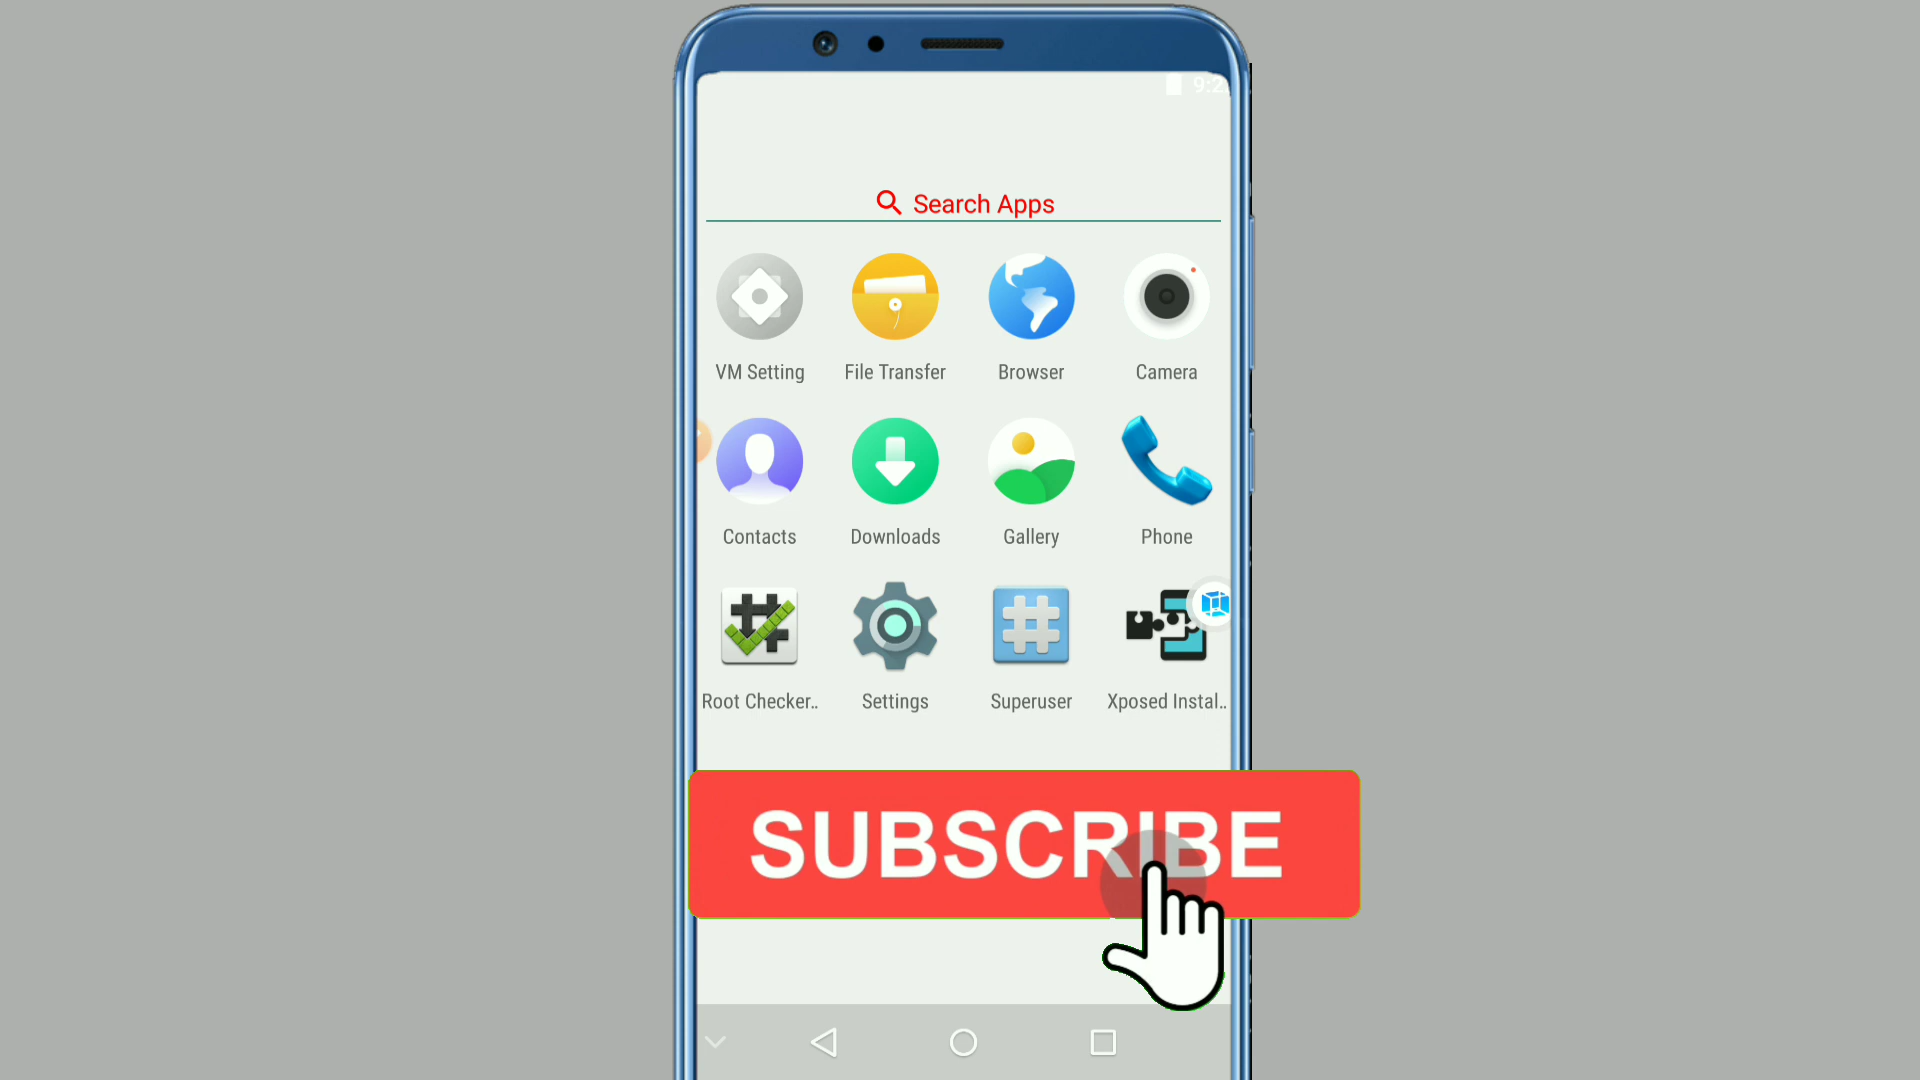 Search Apps
VM Setting File Transfer Browser Camera
Contacts Downloads Gallery Phone
Root Checker.. Settings Superuser Xposed Instal..
SUBSCRIBE